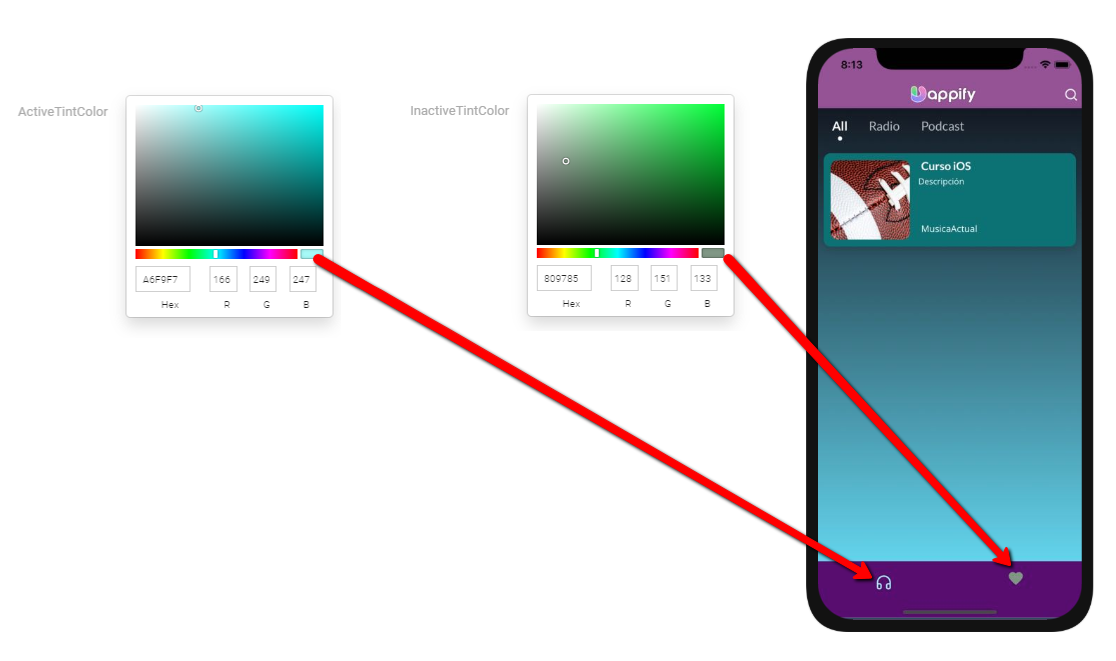 ActiveTintColor
A6F9F7 166 249 247
Hex R G B
InactiveTintColor
809785 128 151 133
Hex R G B
8:13
appify
All Radio Podcast
Curso iOS
Descripción
MusicaActual